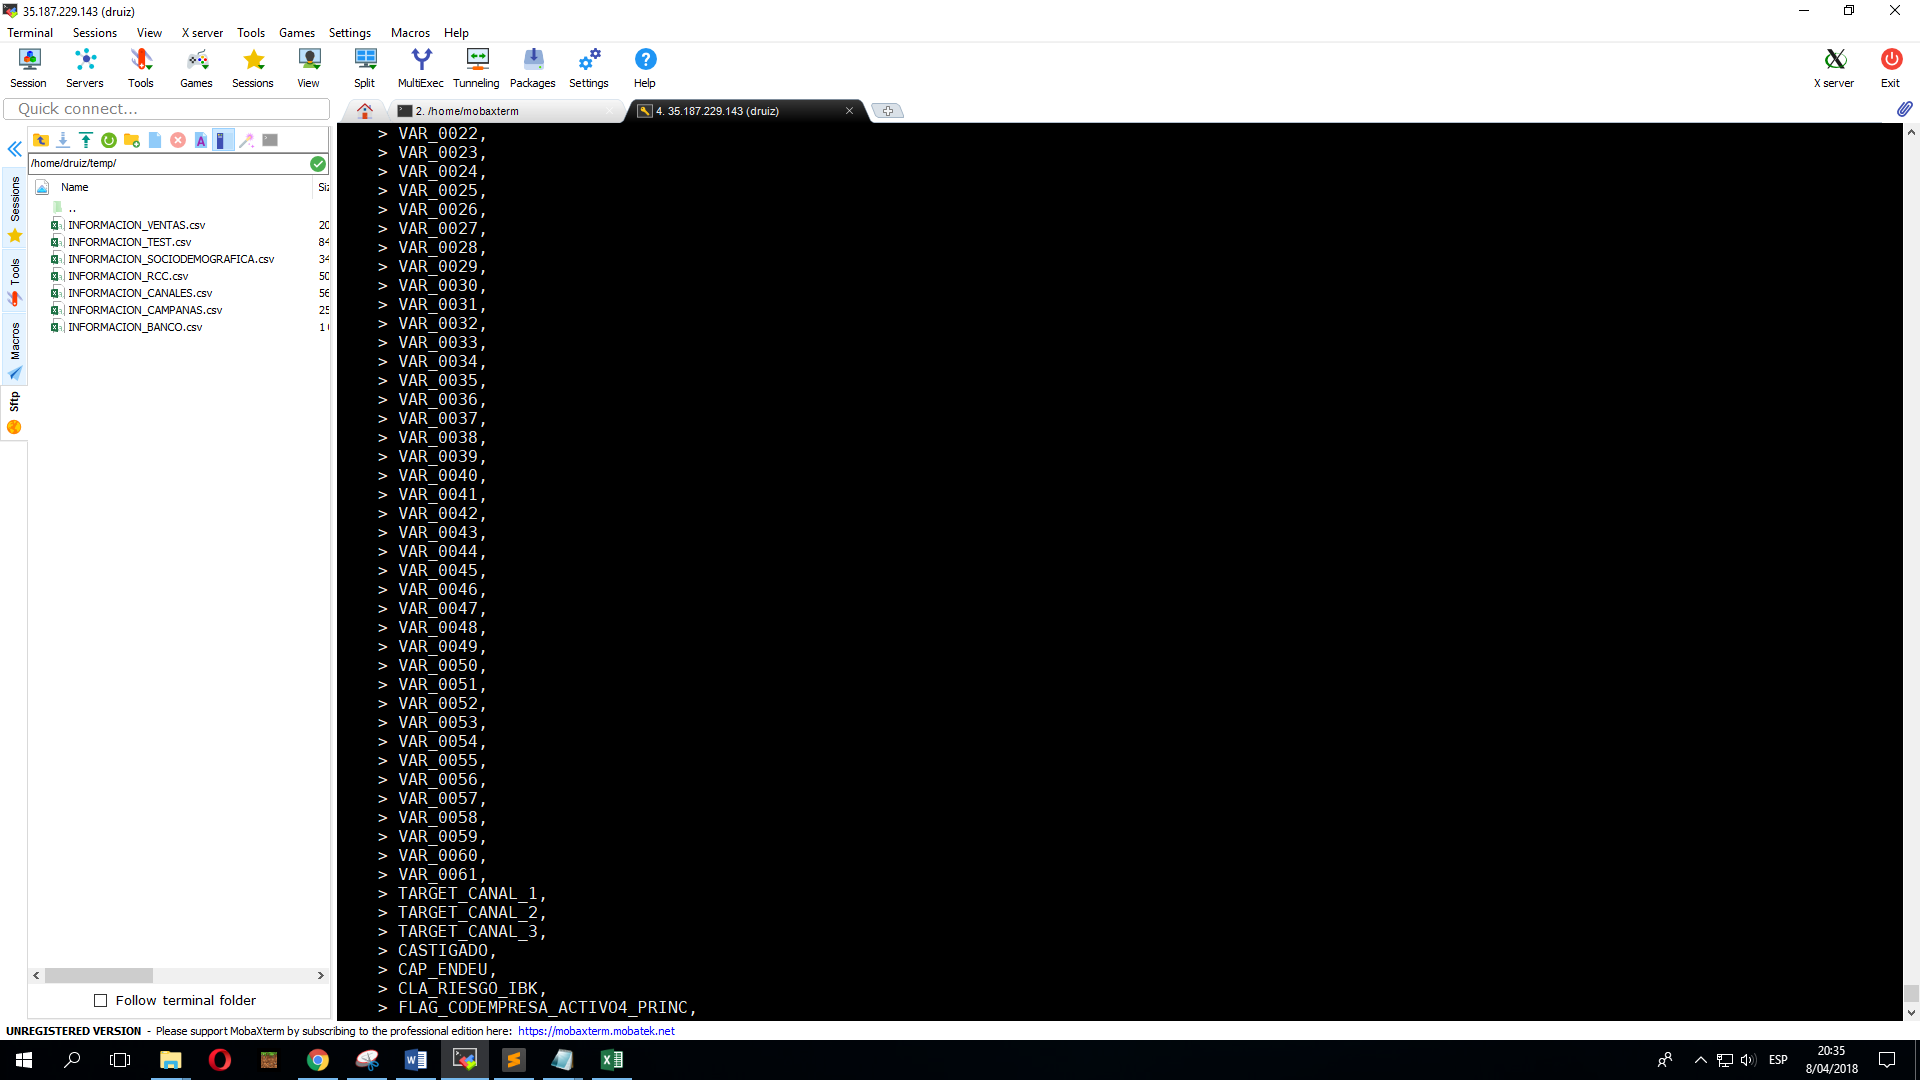 35.187.229.143 (druiz)
Terminal Sessions View X server Tools Games Settings Macros Help
Session Servers Tools Games Sessions View Split MultiExec Tunneling Packages Settings Help X server Exit
Quick connect...
2. /home/mobaxterm
4. 35.187.229.143 (druiz)
/home/druiz/temp/
Name
..
INFORMACION_VENTAS.csv 20
INFORMACION_TEST.csv 84
INFORMACION_SOCIODEMOGRAFICA.csv 34
INFORMACION_RCC.csv 50
INFORMACION_CANALES.csv 56
INFORMACION_CAMPANAS.csv 25
INFORMACION_BANCO.csv 1
Sessions
Tools
Macros
Sftp
Follow terminal folder
> VAR_0022,
> VAR_0023,
> VAR_0024,
> VAR_0025,
> VAR_0026,
> VAR_0027,
> VAR_0028,
> VAR_0029,
> VAR_0030,
> VAR_0031,
> VAR_0032,
> VAR_0033,
> VAR_0034,
> VAR_0035,
> VAR_0036,
> VAR_0037,
> VAR_0038,
> VAR_0039,
> VAR_0040,
> VAR_0041,
> VAR_0042,
> VAR_0043,
> VAR_0044,
> VAR_0045,
> VAR_0046,
> VAR_0047,
> VAR_0048,
> VAR_0049,
> VAR_0050,
> VAR_0051,
> VAR_0052,
> VAR_0053,
> VAR_0054,
> VAR_0055,
> VAR_0056,
> VAR_0057,
> VAR_0058,
> VAR_0059,
> VAR_0060,
> VAR_0061,
> TARGET_CANAL_1,
> TARGET_CANAL_2,
> TARGET_CANAL_3,
> CASTIGADO,
> CAP_ENDEU,
> CLA_RIESGO_IBK,
> FLAG_CODEMPRESA_ACTIVO4_PRINC,
UNREGISTERED VERSION - Please support MobaXterm by subscribing to the professional edition here: https://mobaxterm.mobatek.net
ESP
20:35
8/04/2018